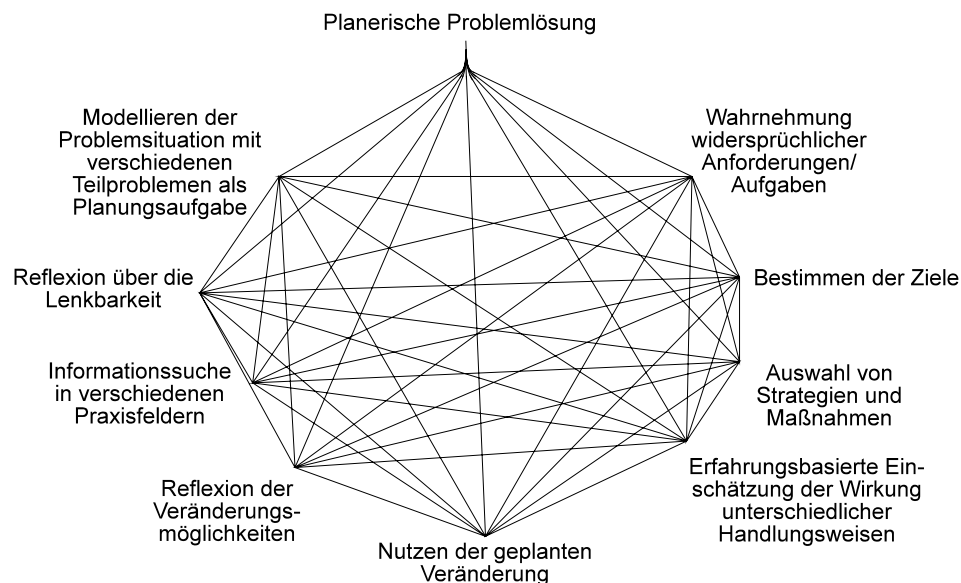 Planerische Problemlösung
Modellieren der
Problemsituation mit
verschiedenen
Teilproblemen als
Planungsaufgabe
Wahrnehmung
widersprüchlicher
Anforderungen/
Aufgaben
Reflexion über die
Lenkbarkeit
Bestimmen der Ziele
Informationssuche
in verschiedenen
Praxisfeldern
Auswahl von
Strategien und
Maßnahmen
Reflexion der
Veränderungs-
möglichkeiten
Erfahrungsbasierte Ein-
schätzung der Wirkung
unterschiedlicher
Handlungsweisen
Nutzen der geplanten
Veränderung